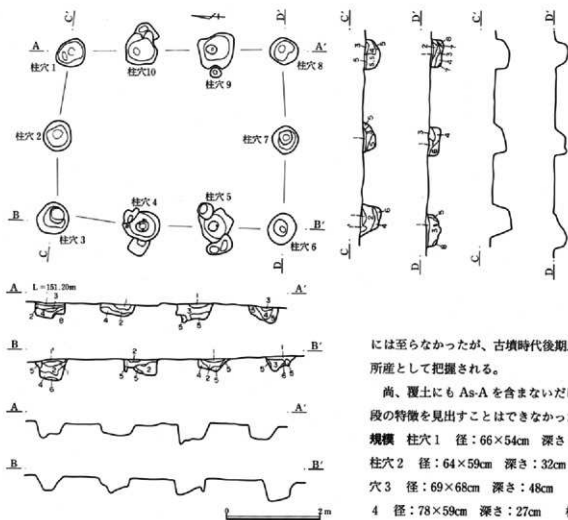 C'
D'
A
A'
柱穴 1
柱穴10
柱穴 9
柱穴 8
柱穴 2
柱穴 7
柱穴 4
柱穴 5
B
B'
柱穴 3
柱穴 6
C
D
C'
D'
C'
D'
C
D
C
D
A
L=151.20m
A'
B
B'
A
A'
B
B'
0
2 m
には至らなかったが、古墳時代後期
所産として把握される。
尚、覆土にも As-A を含まないだ
段の特徴を見出すことはできなかっ
規模 柱穴 1 径：66×54cm 深さ
柱穴 2 径：64×59cm 深さ：32cm
穴 3 径：69×68cm 深さ：48cm
4 径：78×59cm 深さ：27cm